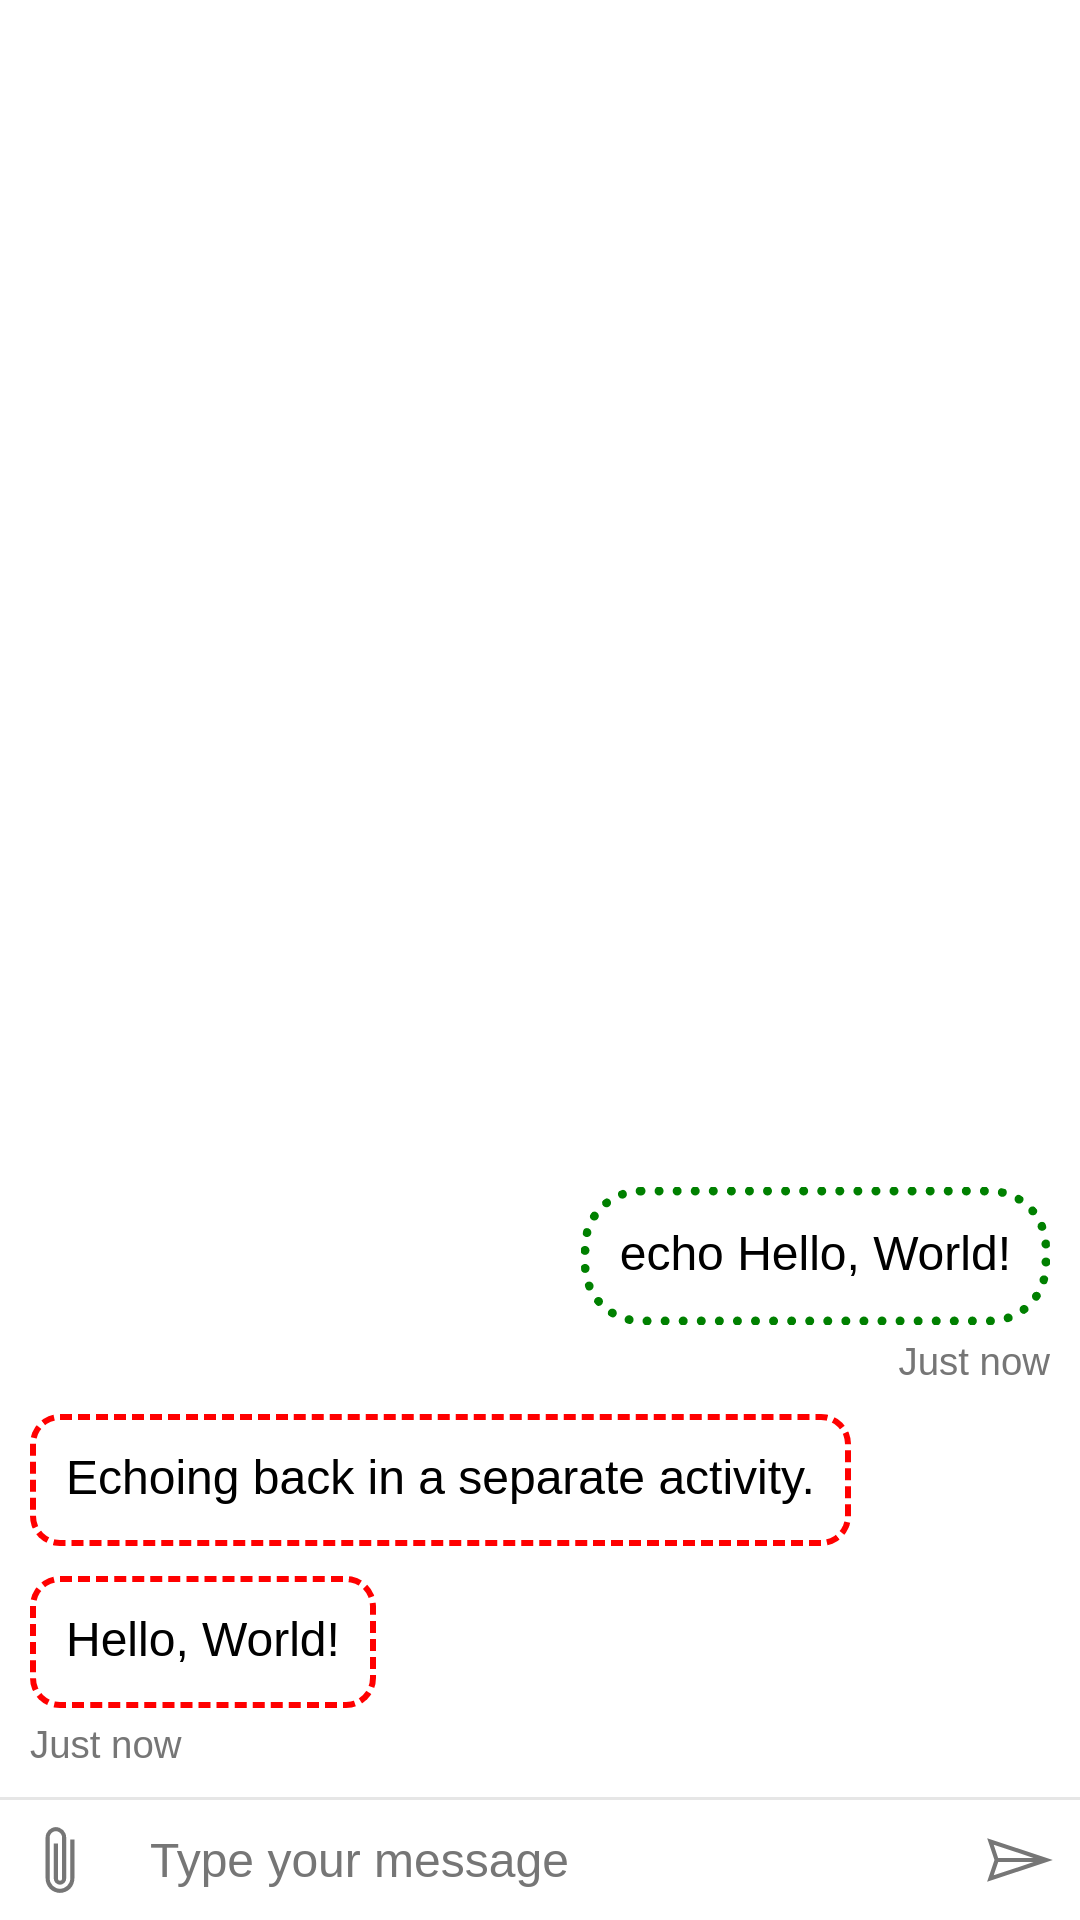 echo Hello, World!
Just now
Echoing back in a separate activity.
Hello, World!
Just now
Type your message